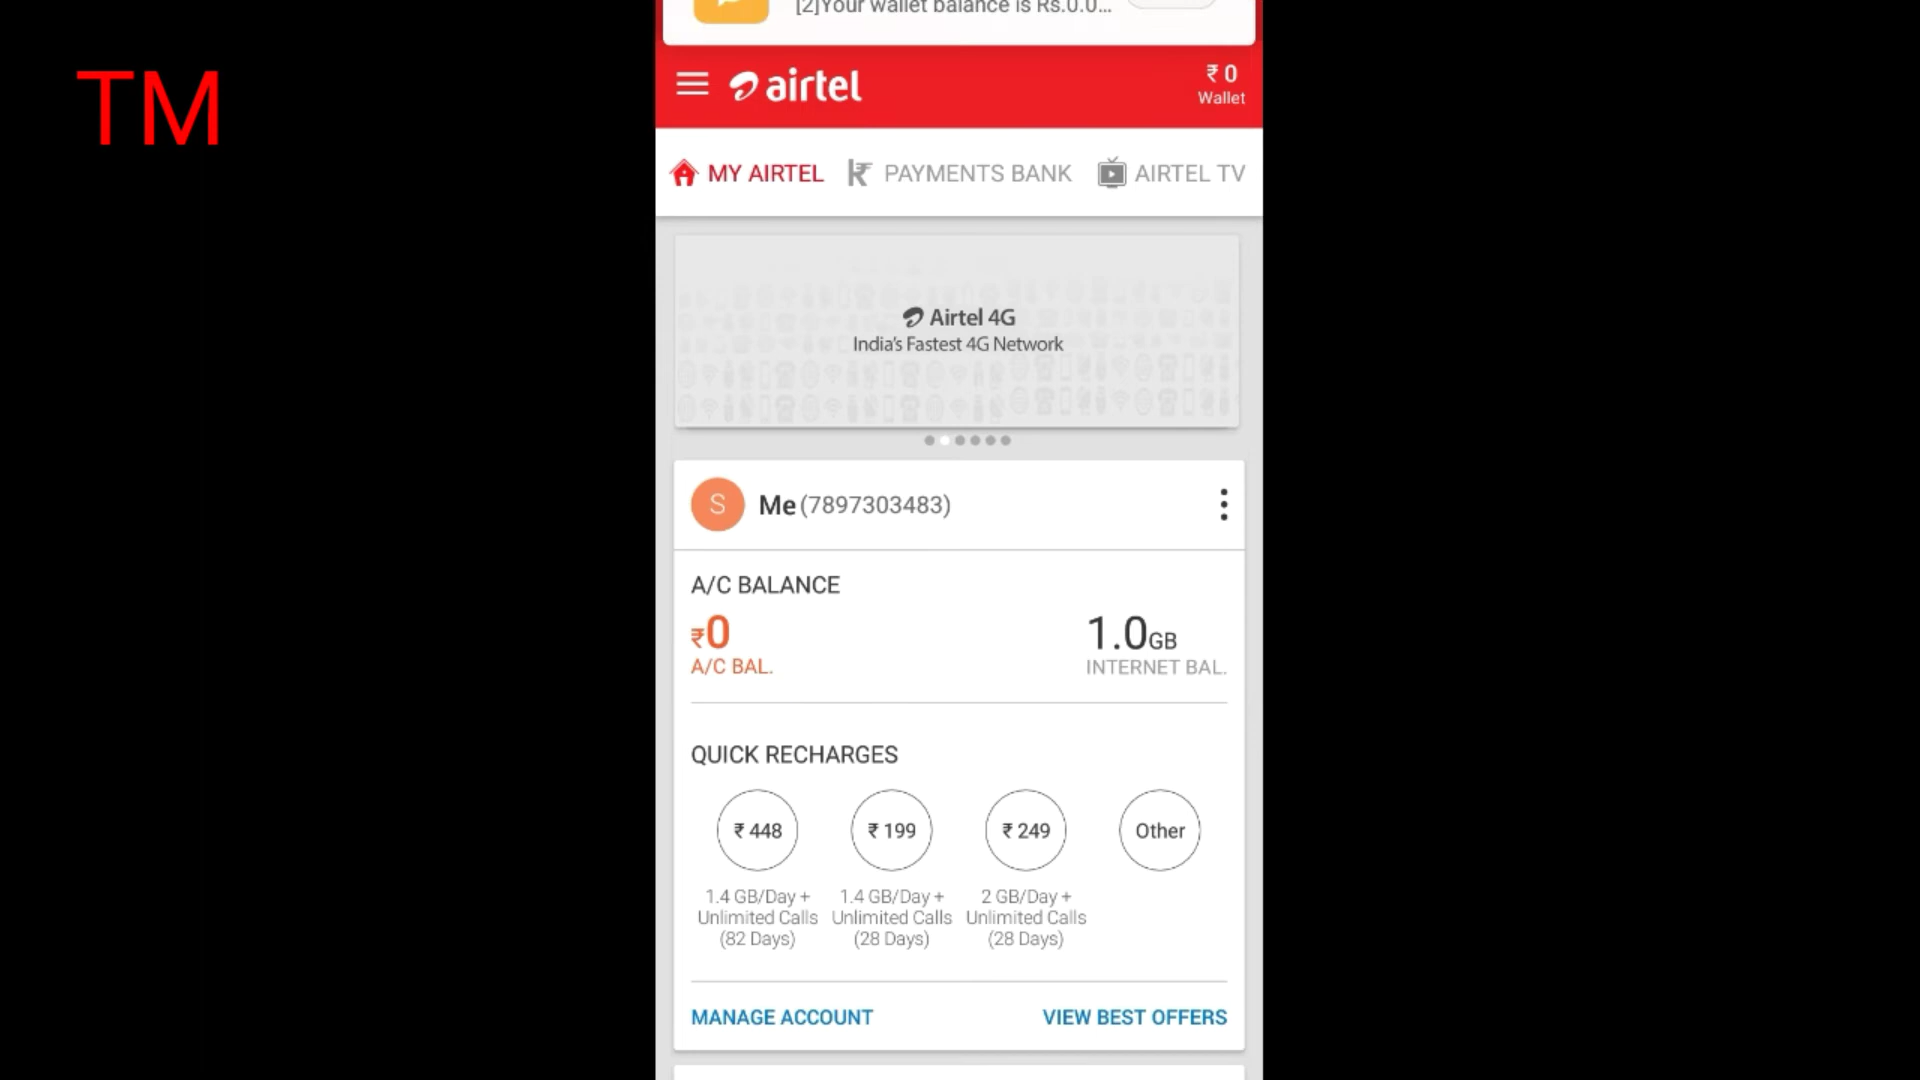 TM
[2]Your wallet balance is Rs.0.0...
airtel
₹ 0
Wallet
MY AIRTEL
PAYMENTS BANK
AIRTEL TV
Airtel 4G
India's Fastest 4G Network
S
Me (7897303483)
A/C BALANCE
₹0
A/C BAL.
1.0GB
INTERNET BAL.
QUICK RECHARGES
₹ 448
₹ 199
₹ 249
Other
1.4 GB/Day +
Unlimited Calls
(82 Days)
1.4 GB/Day +
Unlimited Calls
(28 Days)
2 GB/Day +
Unlimited Calls
(28 Days)
MANAGE ACCOUNT
VIEW BEST OFFERS